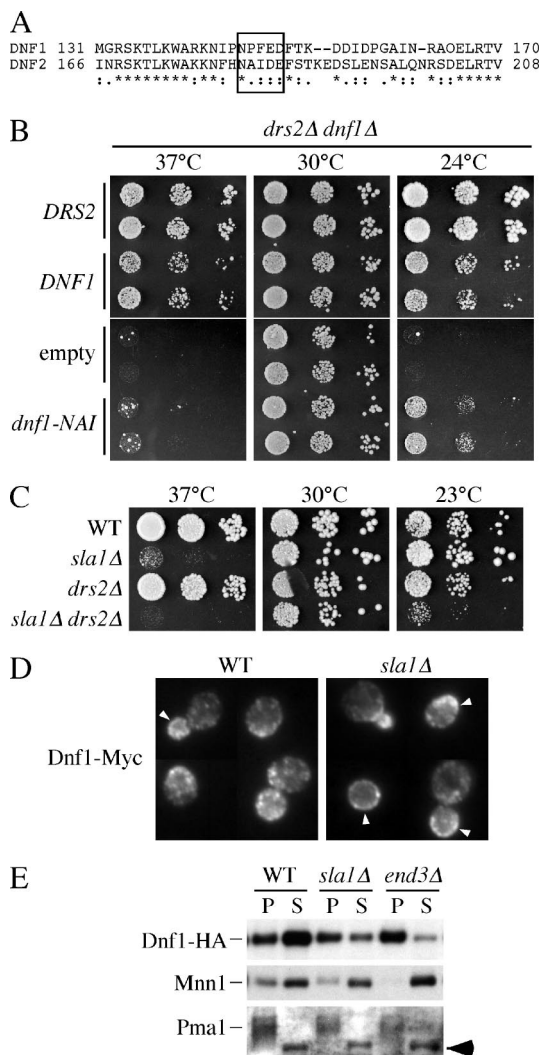 A
DNF1 131 MGRSKTLKWARKNIPNPFEDFTK--DDIDPGAIN-RAOELRTV 170
DNF2 166 INRSKTLKWAKKNFHNAIDEFSTKEDSLENSALQNRSDELRTV 208
B
drs2Δ dnf1Δ
37°C 30°C 24°C
DRS2
DNF1
empty
dnf1-NAI
C
37°C 30°C 23°C
WT
sla1Δ
drs2Δ
sla1Δ drs2Δ
D
WT sla1Δ
Dnf1-Myc
E
WT sla1Δ end3Δ
P S P S P S
Dnf1-HA
Mnn1
Pma1